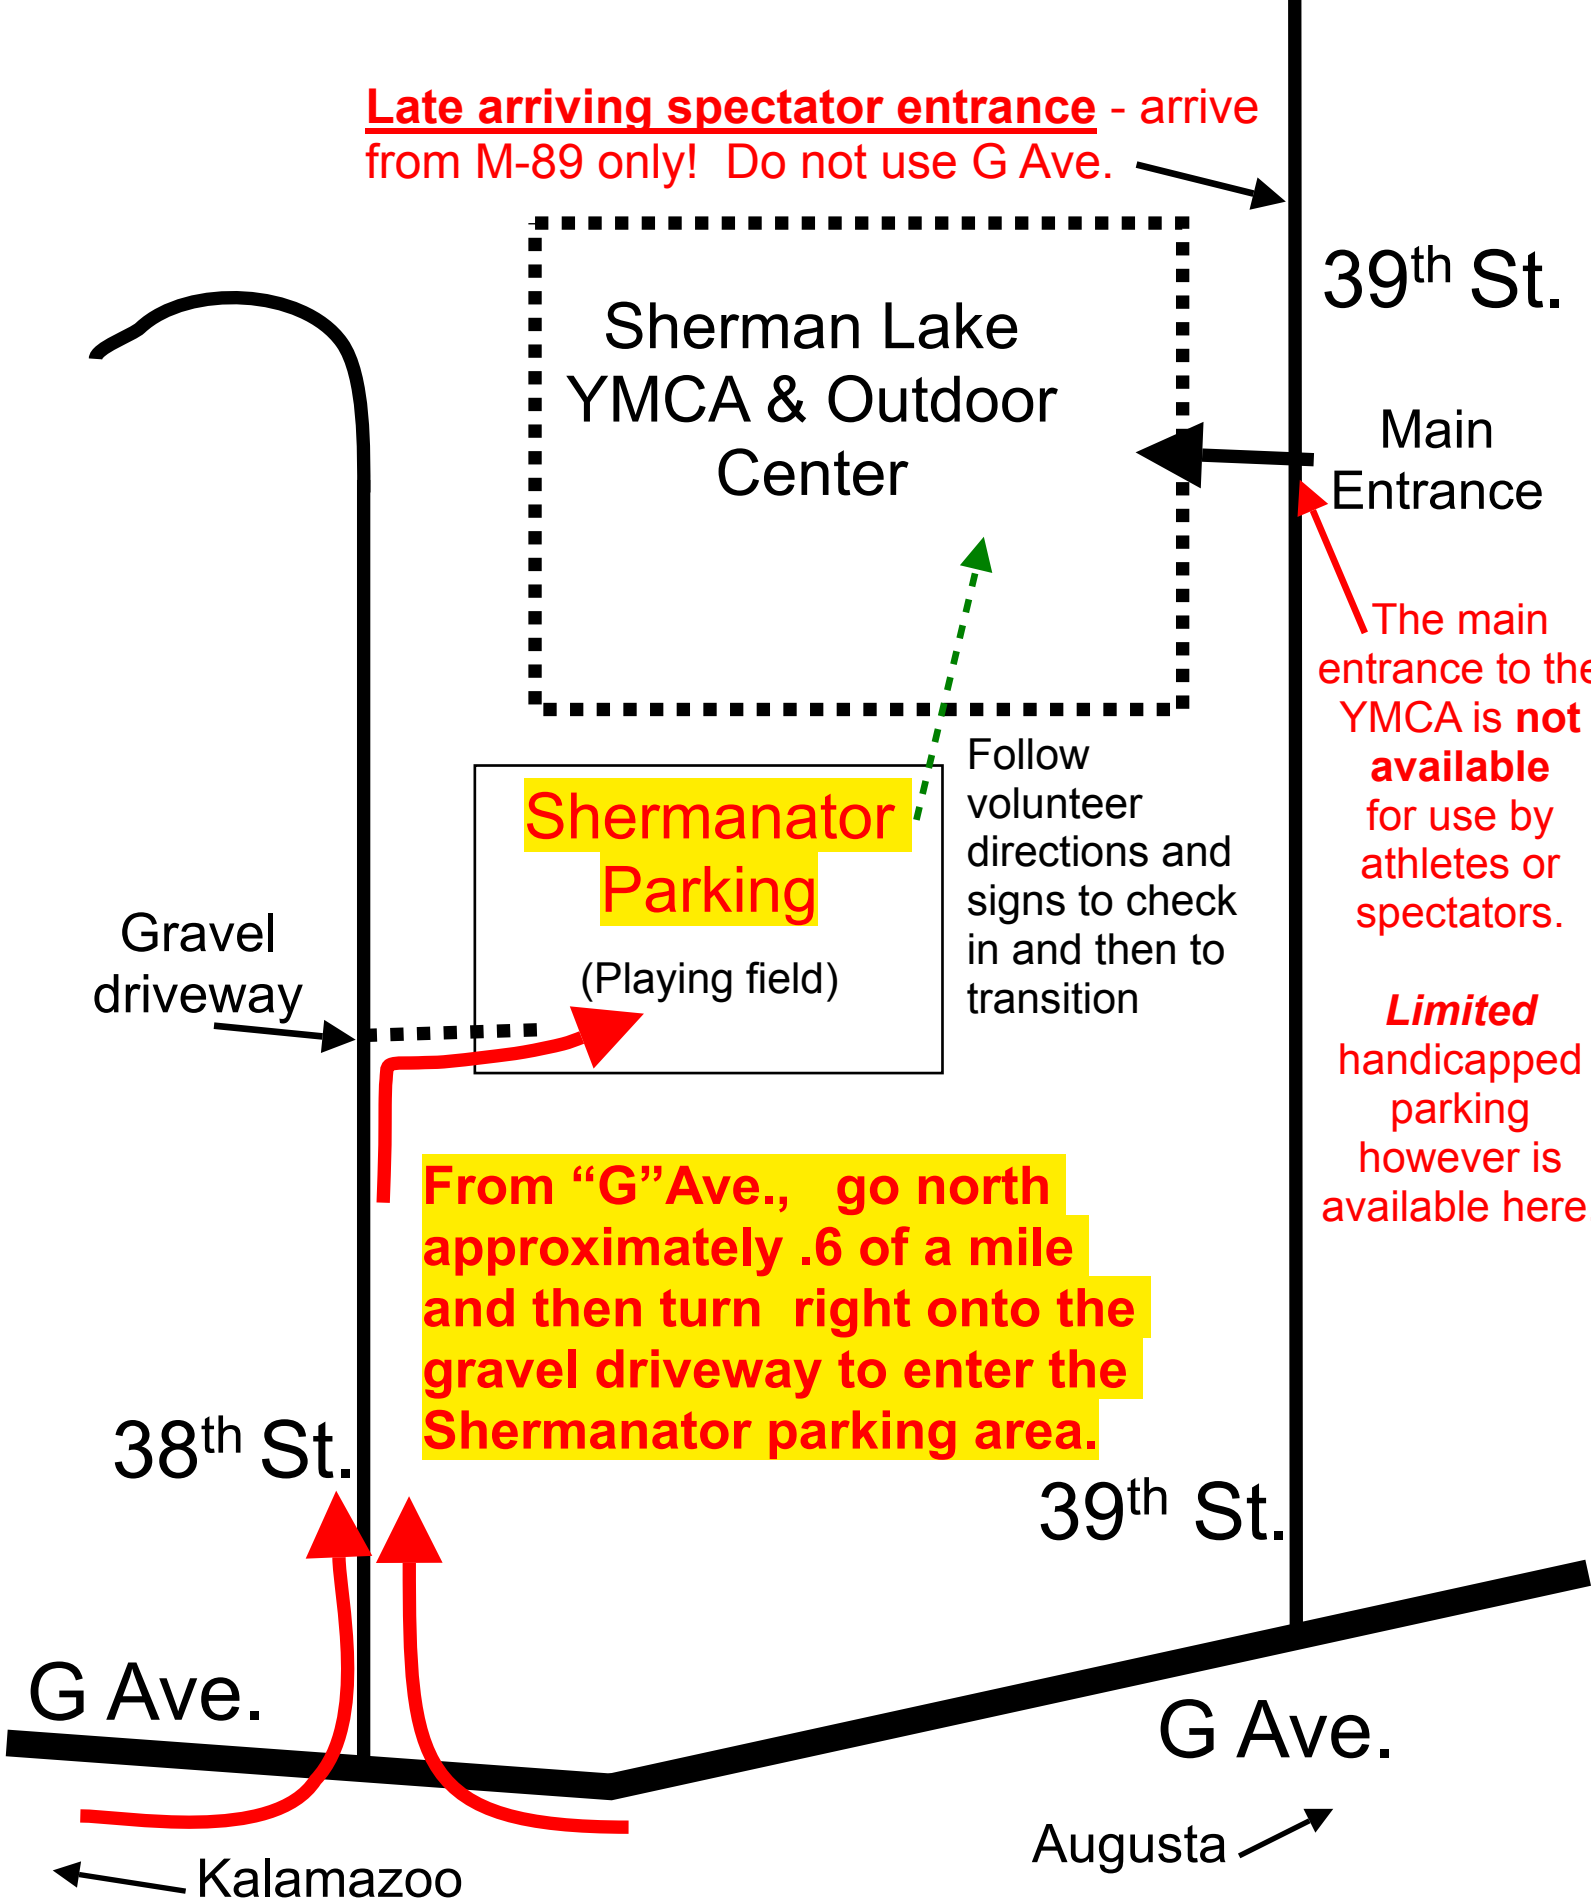 Late arriving spectator entrance - arrive
from M-89 only!  Do not use G Ave.
39th St.
Sherman Lake
YMCA & Outdoor
Center
Main
Entrance
The main
entrance to the
YMCA is not
available
for use by
athletes or
spectators.
Limited
handicapped
parking
however is
available here
Follow
volunteer
directions and
signs to check
in and then to
transition
Shermanator
Parking
(Playing field)
Gravel
driveway
From “G”Ave.,   go north
approximately .6 of a mile
and then turn  right onto the
gravel driveway to enter the
Shermanator parking area.
38th St.
39th St.
G Ave.
G Ave.
Augusta
Kalamazoo